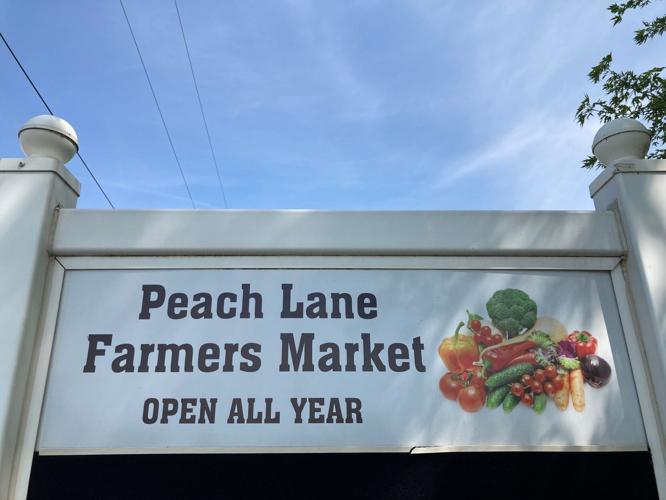 Peach Lane
Farmers Market
OPEN ALL YEAR